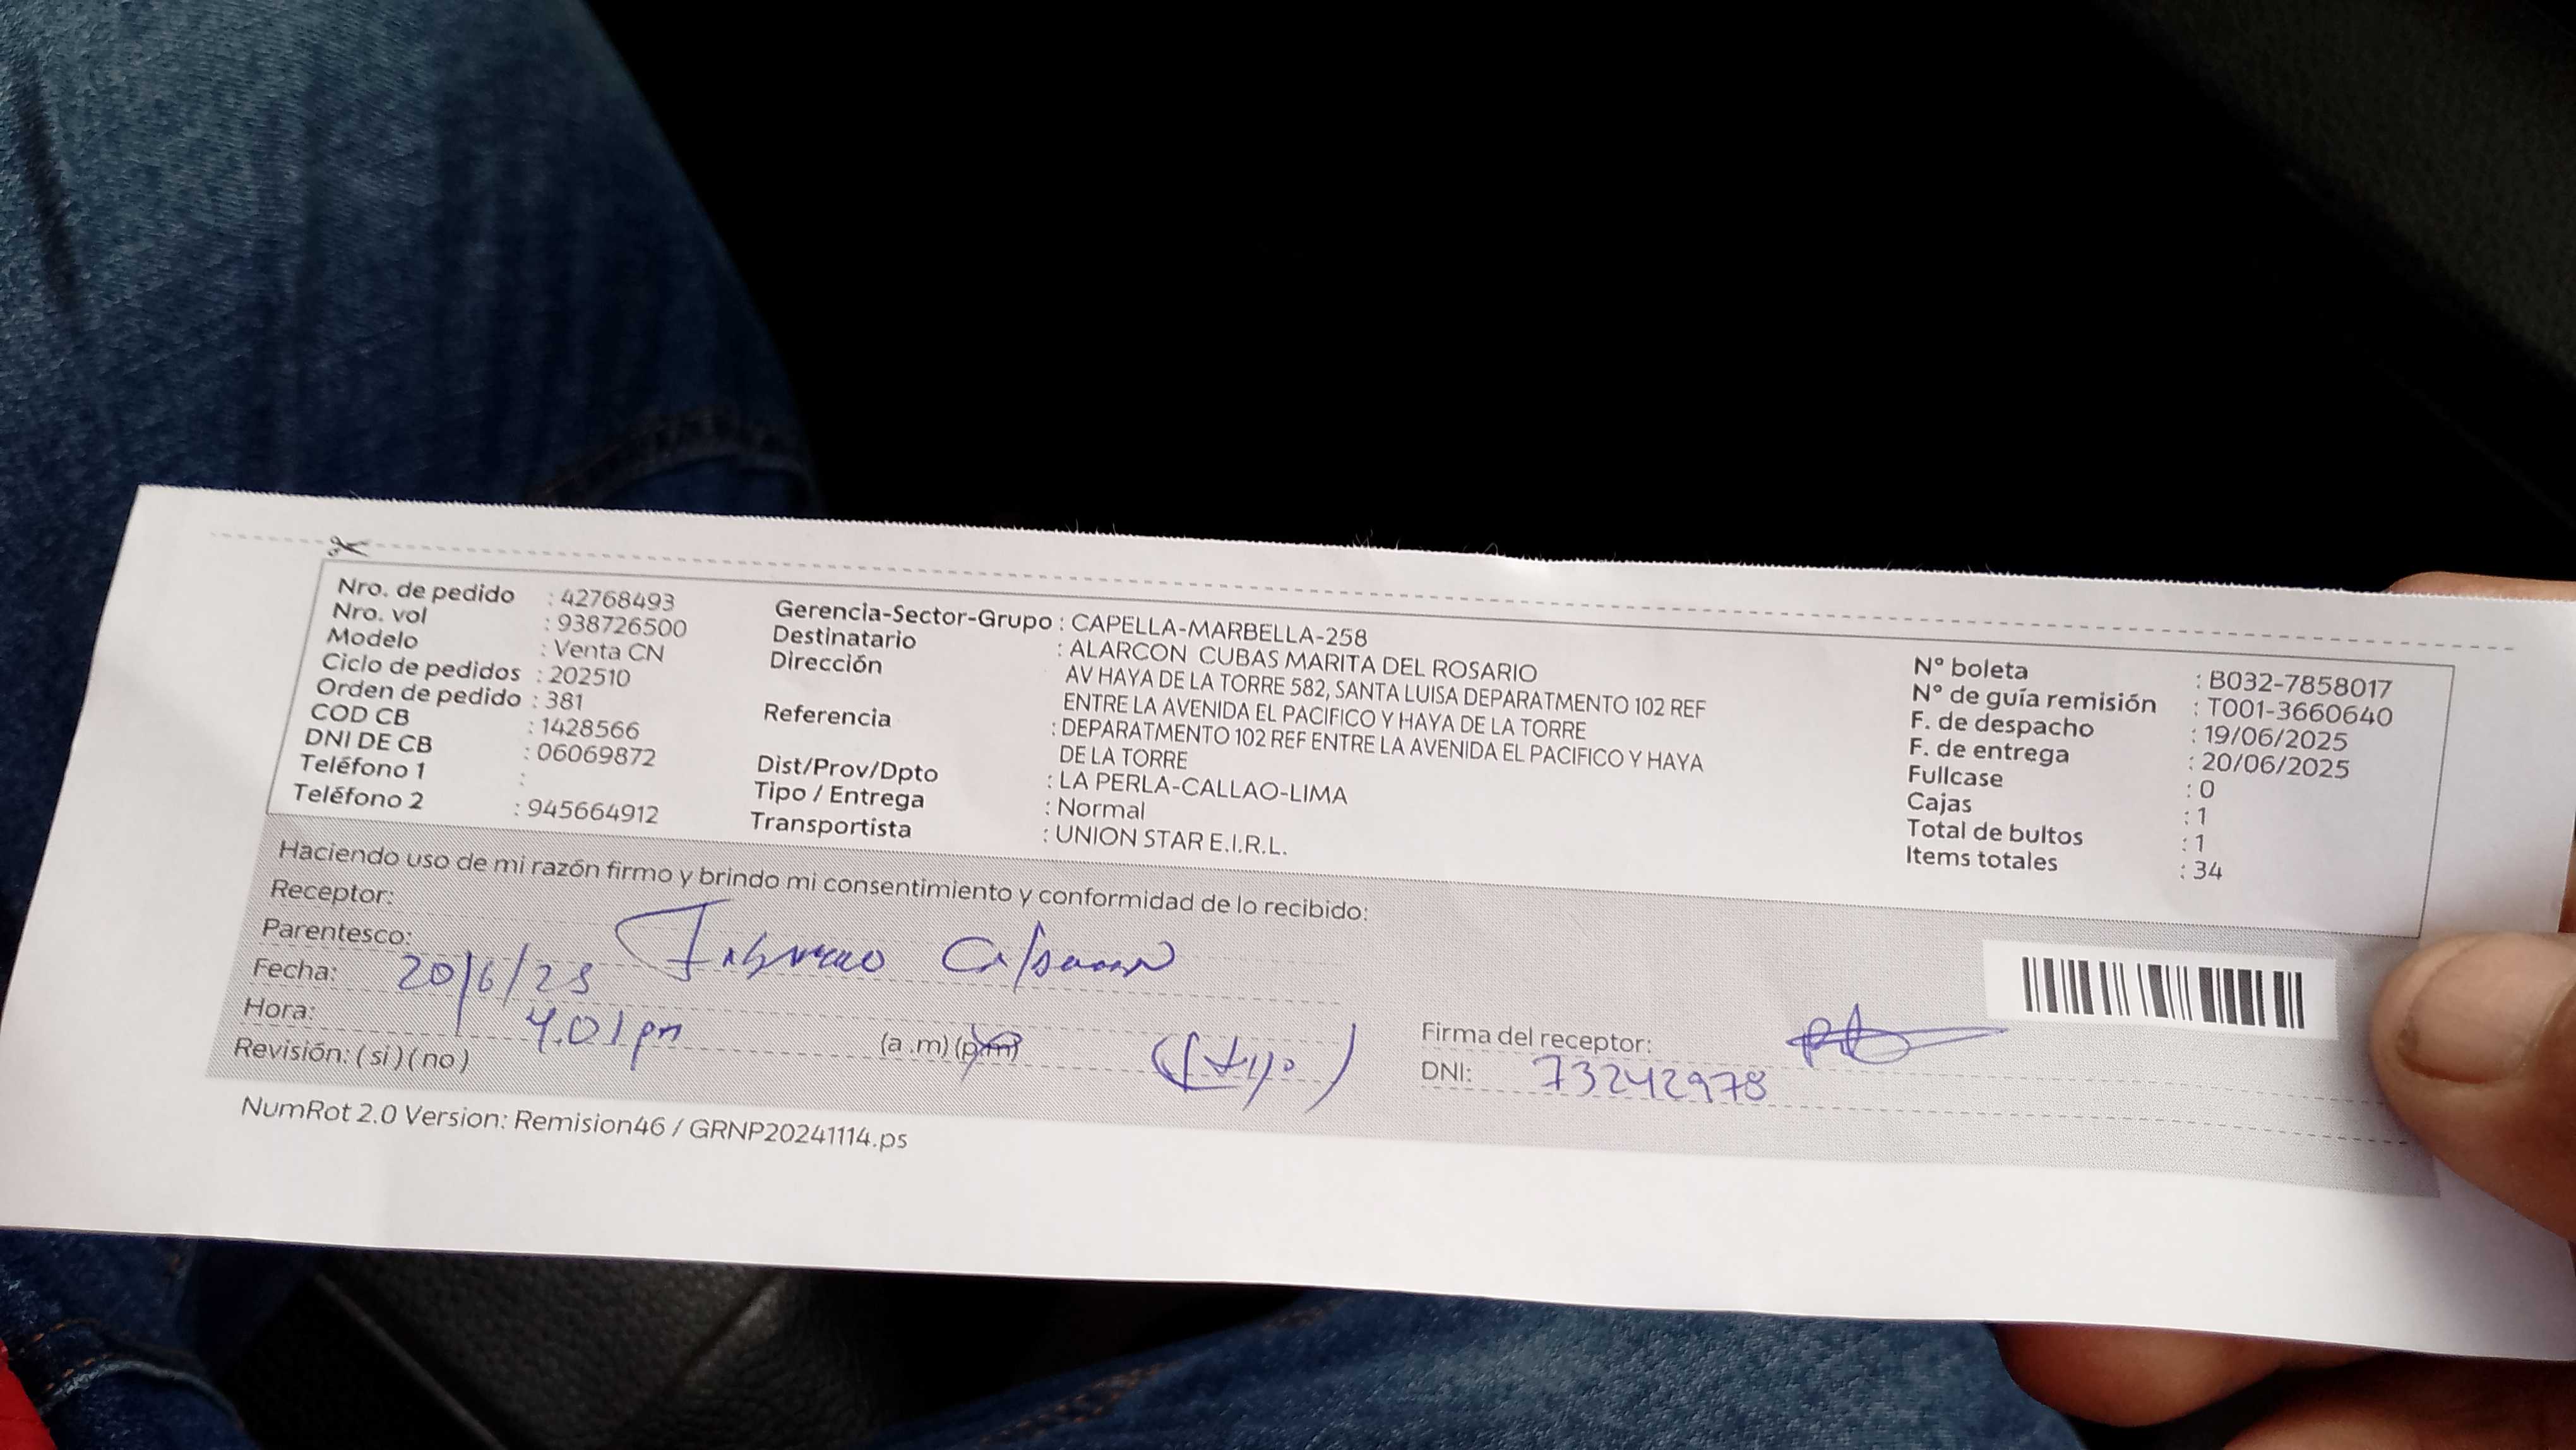 Nro. de pedido : 42768493
Nro. vol : 938726500
Modelo : Venta CN
Ciclo de pedidos : 202510
Orden de pedido : 381
COD CB : 1428566
DNI DE CB : 06069872
Teléfono 1 :
Teléfono 2 : 945664912
Gerencia-Sector-Grupo : CAPELLA-MARBELLA-258
Destinatario : ALARCON CUBAS MARITA DEL ROSARIO
Dirección AV HAYA DE LA TORRE 582, SANTA LUISA DEPARATMENTO 102 REF
ENTRE LA AVENIDA EL PACIFICO Y HAYA DE LA TORRE
Referencia : DEPARATMENTO 102 REF ENTRE LA AVENIDA EL PACIFICO Y HAYA
DE LA TORRE
Dist/Prov/Dpto : LA PERLA-CALLAO-LIMA
Tipo / Entrega : Normal
Transportista : UNION STAR E.I.R.L.
N° boleta : B032-7858017
N° de guía remisión : T001-3660640
F. de despacho : 19/06/2025
F. de entrega : 20/06/2025
Fullcase : 0
Cajas : 1
Total de bultos : 1
Items totales : 34
Haciendo uso de mi razón firmo y brindo mi consentimiento y conformidad de lo recibido:
Receptor:
Parentesco:
Fecha: 20/6/25
Hora: 4.01 pm (a.m) (p.m)
Revisión: ( si ) ( no )
Firma del receptor:
DNI: 73242978
NumRot 2.0 Version: Remision46 / GRNP20241114.ps